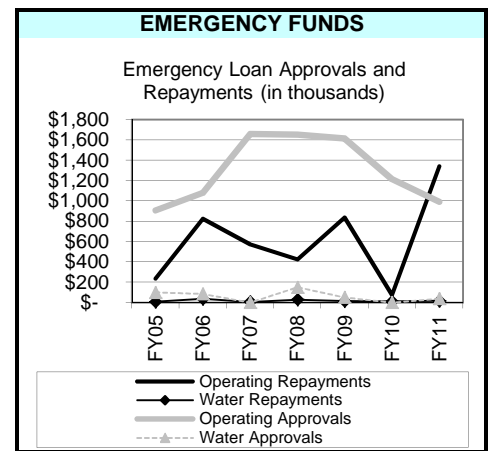 EMERGENCY FUNDS
Emergency Loan Approvals and
Repayments (in thousands)
$1,800
$1,600
$1,400
$1,200
$1,000
$800
$600
$400
$200
$-
FY05
FY06
FY07
FY08
FY09
FY10
FY11
Operating Repayments
Water Repayments
Operating Approvals
Water Approvals